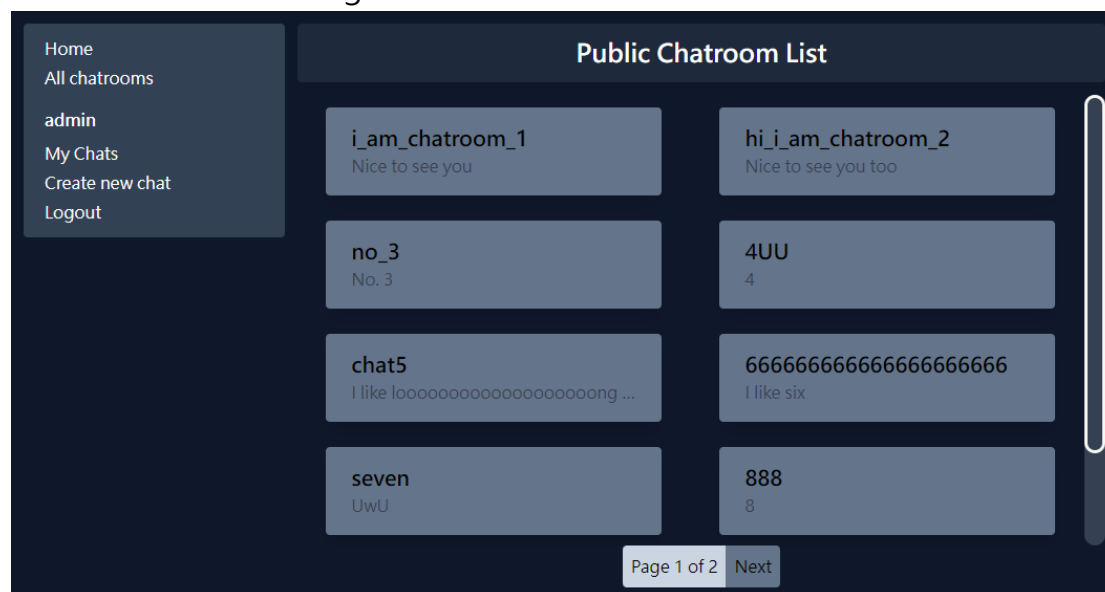 Home
All chatrooms
admin
My Chats
Create new chat
Logout
Public Chatroom List
i_am_chatroom_1
Nice to see you
hi_i_am_chatroom_2
Nice to see you too
no_3
No. 3
4UU
4
chat5
I like looooooooooooooooooong ...
666666666666666666666
I like six
seven
UwU
888
8
Page 1 of 2 Next